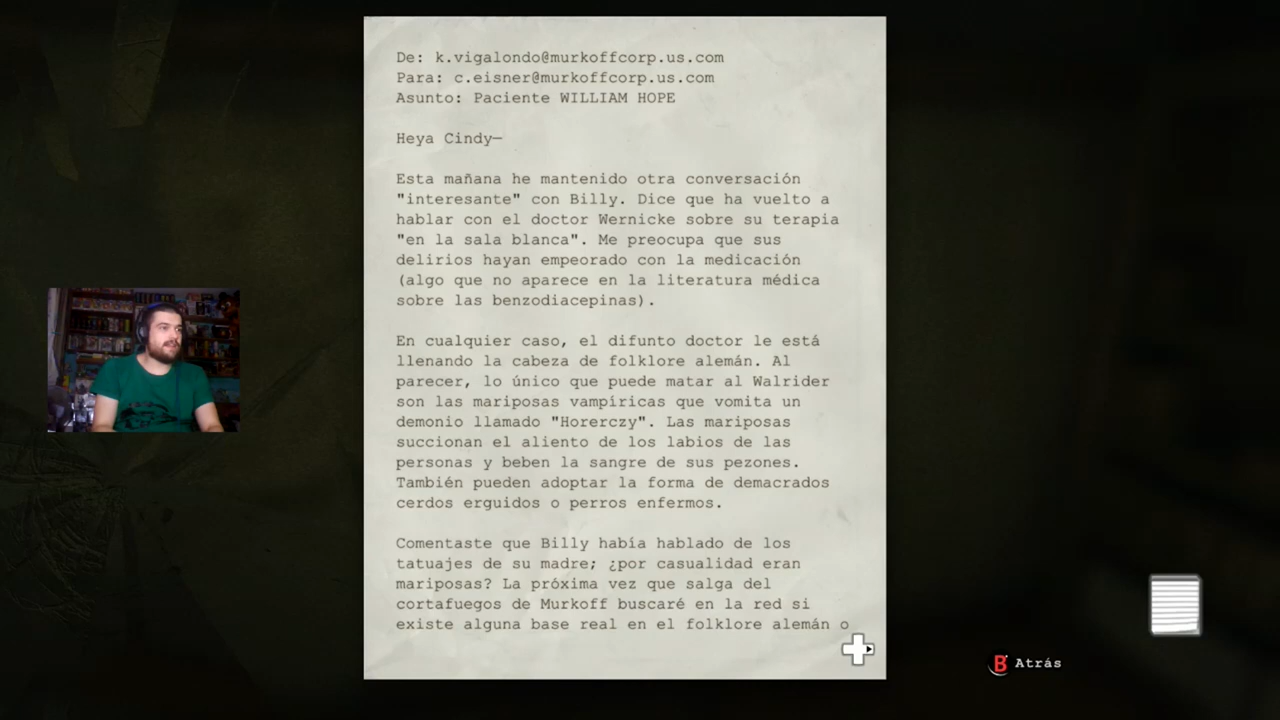 De: k.vigalondo@murkoffcorp.us.com
Para: c.eisner@murkoffcorp.us.com
Asunto: Paciente WILLIAM HOPE
Heya Cindy—
Esta mañana he mantenido otra conversación
"interesante" con Billy. Dice que ha vuelto a
hablar con el doctor Wernicke sobre su terapia
"en la sala blanca". Me preocupa que sus
delirios hayan empeorado con la medicación
(algo que no aparece en la literatura médica
sobre las benzodiacepinas).
En cualquier caso, el difunto doctor le está
llenando la cabeza de folklore alemán. Al
parecer, lo único que puede matar al Walrider
son las mariposas vampíricas que vomita un
demonio llamado "Horerczy". Las mariposas
succionan el aliento de los labios de las
personas y beben la sangre de sus pezones.
También pueden adoptar la forma de demacrados
cerdos erguidos o perros enfermos.
Comentaste que Billy había hablado de los
tatuajes de su madre; ¿por casualidad eran
mariposas? La próxima vez que salga del
cortafuegos de Murkoff buscaré en la red si
existe alguna base real en el folklore alemán o
B Atrás